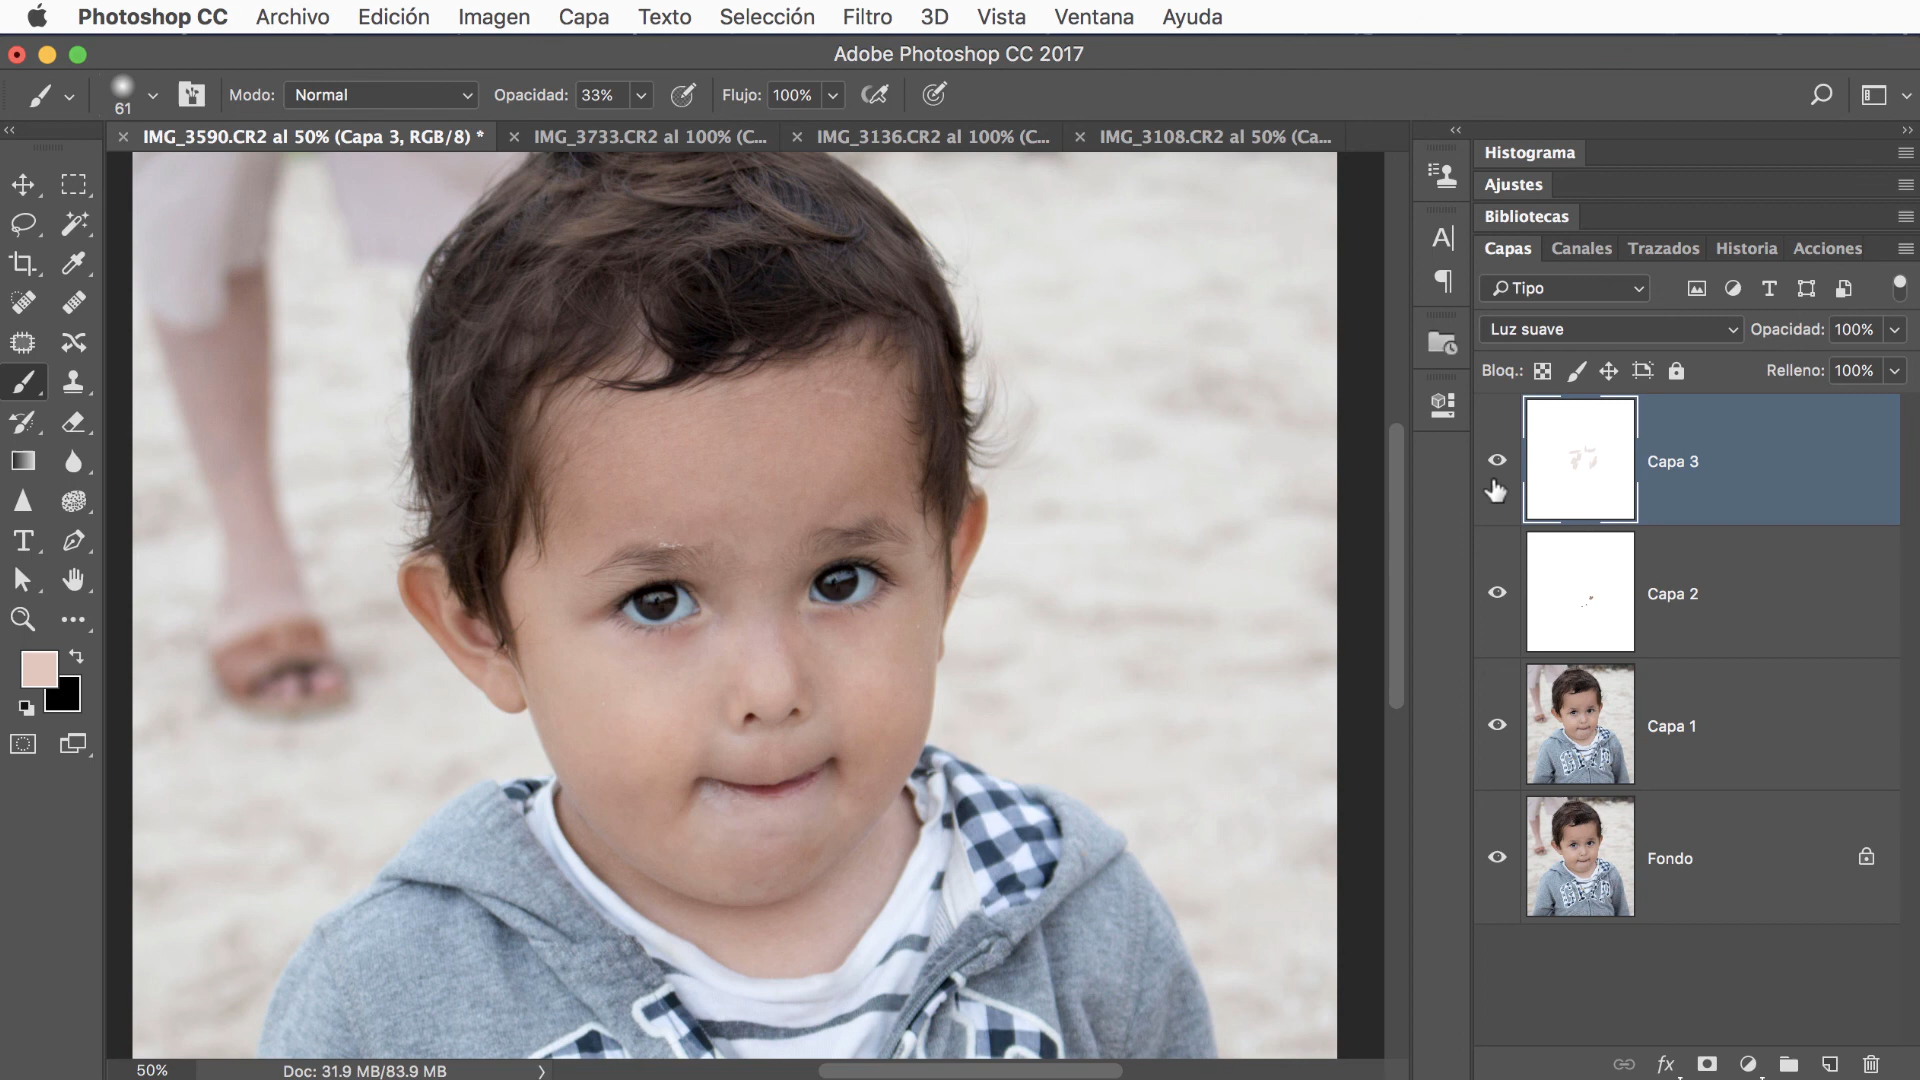 Photoshop CC Archivo Edición Imagen Capa Texto Selección Filtro 3D Vista Ventana Ayuda
Adobe Photoshop CC 2017
61 Modo: Normal Opacidad: 33% Flujo: 100%
IMG_3590.CR2 al 50% (Capa 3, RGB/8) * IMG_3733.CR2 al 100% (C... IMG_3136.CR2 al 100% (C... IMG_3108.CR2 al 50% (Ca...
Histograma
Ajustes
Bibliotecas
Capas Canales Trazados Historia Acciones
Tipo
Luz suave Opacidad: 100%
Bloq.: Relleno: 100%
Capa 3
Capa 2
Capa 1
Fondo
50% Doc: 31.9 MB/83.9 MB